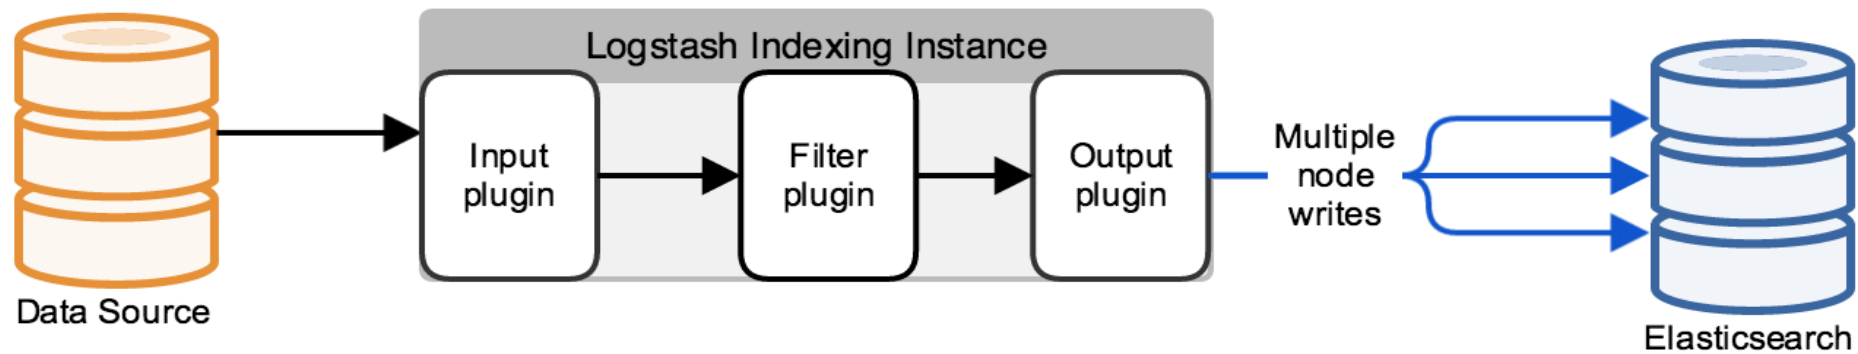 Logstash Indexing Instance
Input
plugin
Filter
plugin
Output
plugin
Multiple
node
writes
Data Source
Elasticsearch